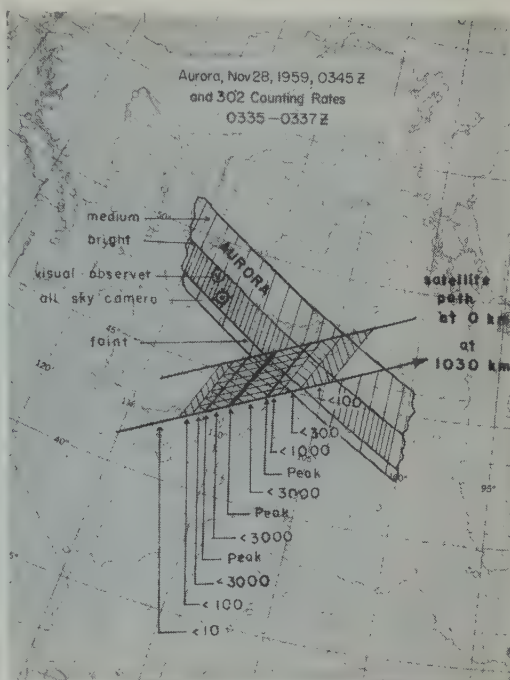 Aurora, Nov 28, 1959, 0345 Z
and 302 Counting Rates
0335-0337 Z
medium
bright
AURORA
visual observer
all sky camera
satellite
path
at 0 km
faint
45°
at
1030 km
120°
<100
40°
110
<300
<1000
Peak
<3000
95°
Peak
<3000
Peak
<3000
<100
<10